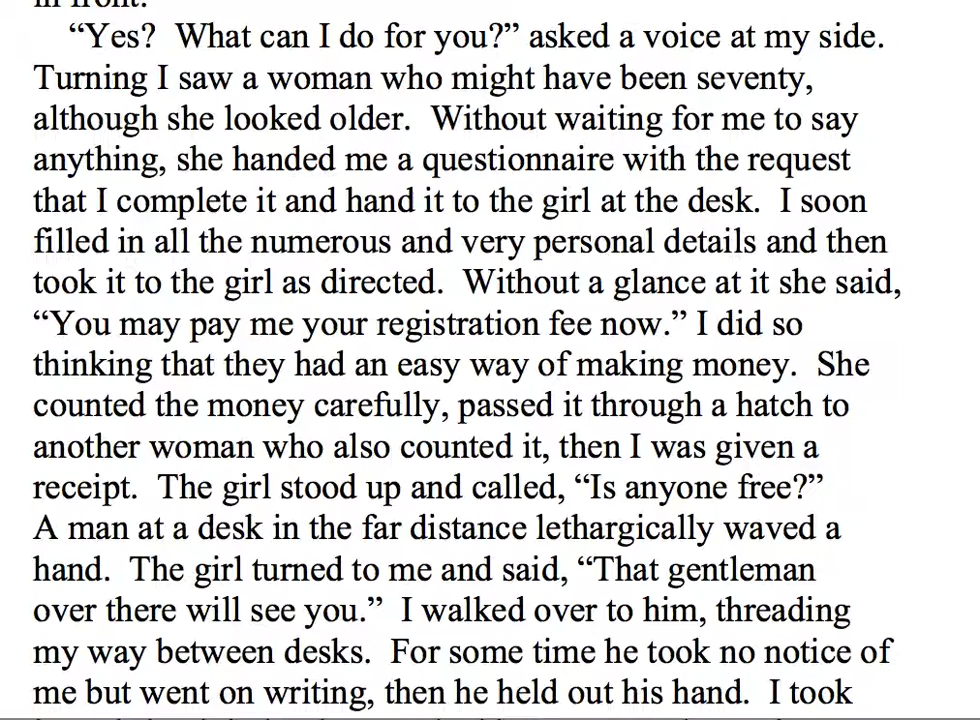 in front.
“Yes?  What can I do for you?” asked a voice at my side.
Turning I saw a woman who might have been seventy,
although she looked older.  Without waiting for me to say
anything, she handed me a questionnaire with the request
that I complete it and hand it to the girl at the desk.  I soon
filled in all the numerous and very personal details and then
took it to the girl as directed.  Without a glance at it she said,
“You may pay me your registration fee now.” I did so
thinking that they had an easy way of making money.  She
counted the money carefully, passed it through a hatch to
another woman who also counted it, then I was given a
receipt.  The girl stood up and called, “Is anyone free?”
A man at a desk in the far distance lethargically waved a
hand.  The girl turned to me and said, “That gentleman
over there will see you.”  I walked over to him, threading
my way between desks.  For some time he took no notice of
me but went on writing, then he held out his hand.  I took